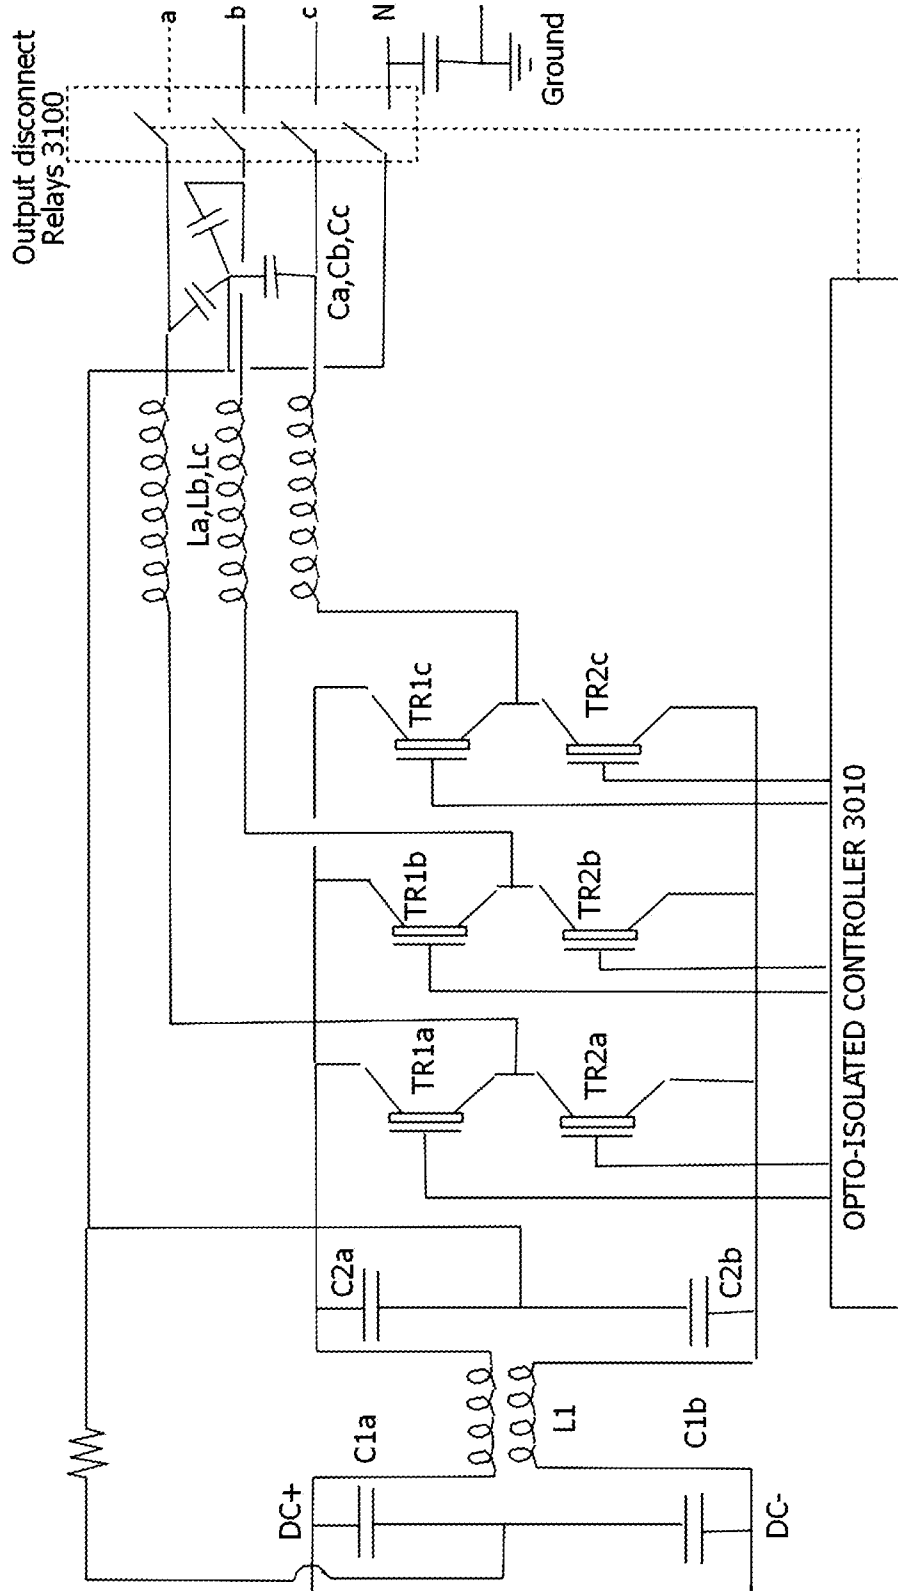 Output disconnect
Relays 3100
a
b
c
N
Ground
Ca,Cb,Cc
La,Lb,Lc
TR1c
TR2c
TR1b
TR2b
TR1a
TR2a
OPTO-ISOLATED CONTROLLER 3010
C2a
C2b
C1a
L1
C1b
DC+
DC-